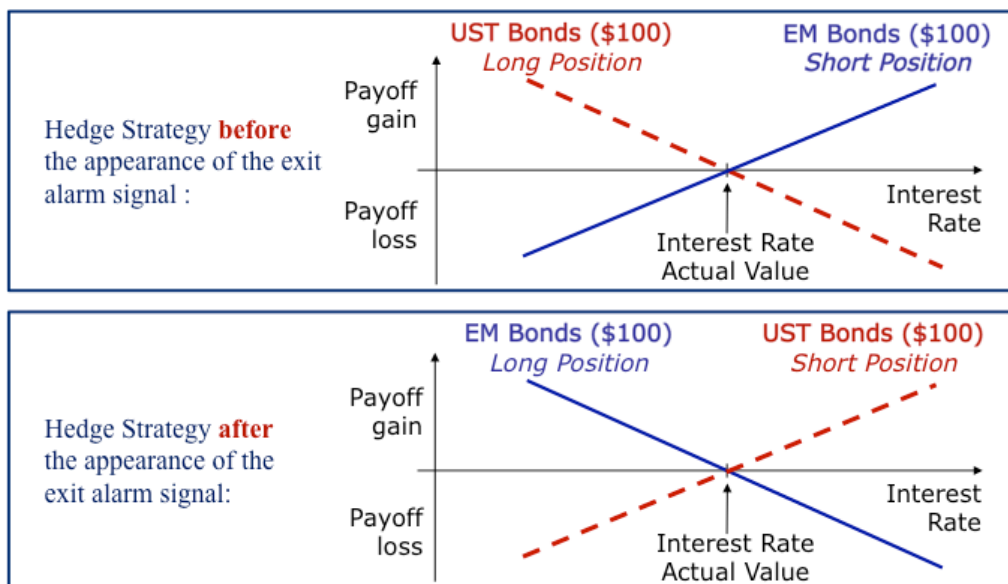 UST Bonds ($100)
Long Position
EM Bonds ($100)
Short Position
Payoff
gain
Hedge Strategy before
the appearance of the exit
alarm signal :
Payoff
loss
Interest
Rate
Interest Rate
Actual Value
EM Bonds ($100)
Long Position
UST Bonds ($100)
Short Position
Payoff
gain
Hedge Strategy after
the appearance of the
exit alarm signal:
Payoff
loss
Interest
Rate
Interest Rate
Actual Value